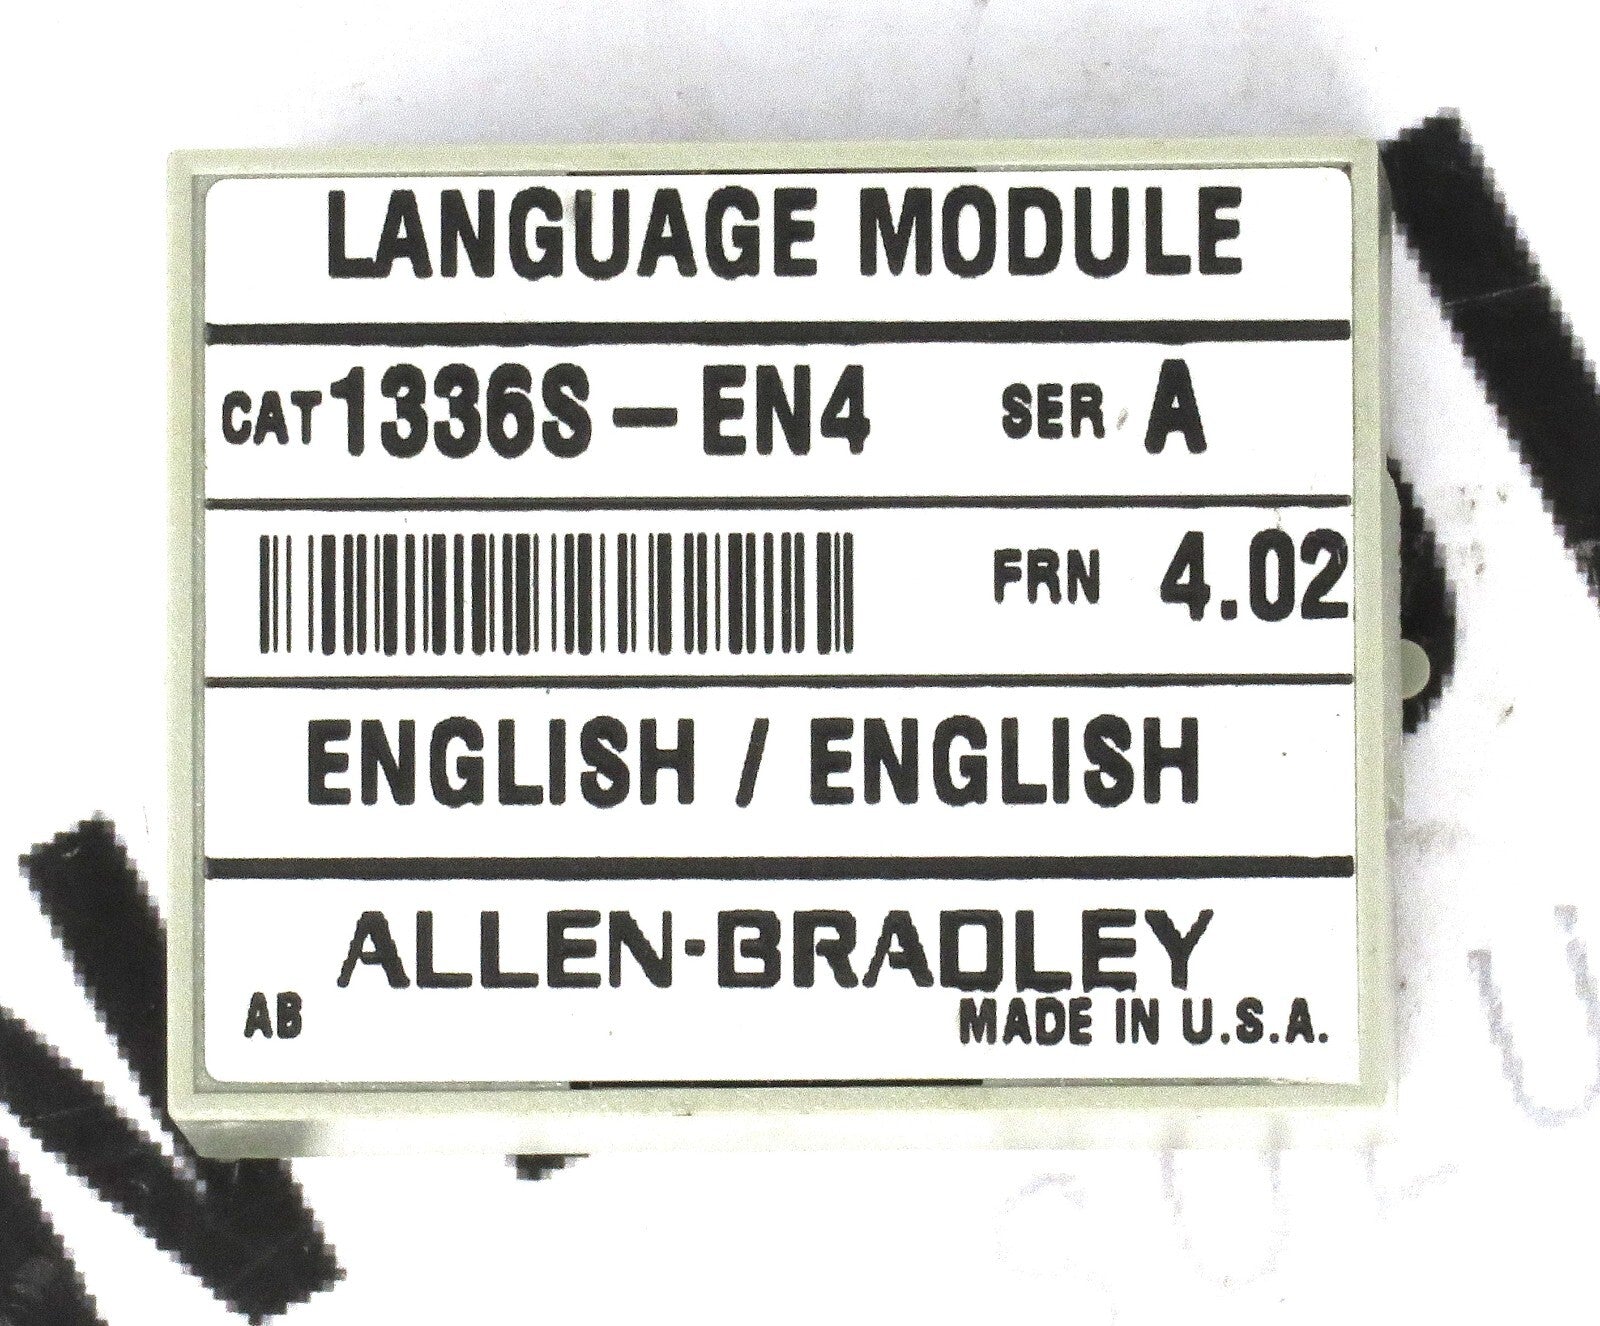 LANGUAGE MODULE
CAT 1336S - EN4 SER A
FRN 4.02
ENGLISH / ENGLISH
ALLEN-BRADLEY
AB MADE IN U.S.A.